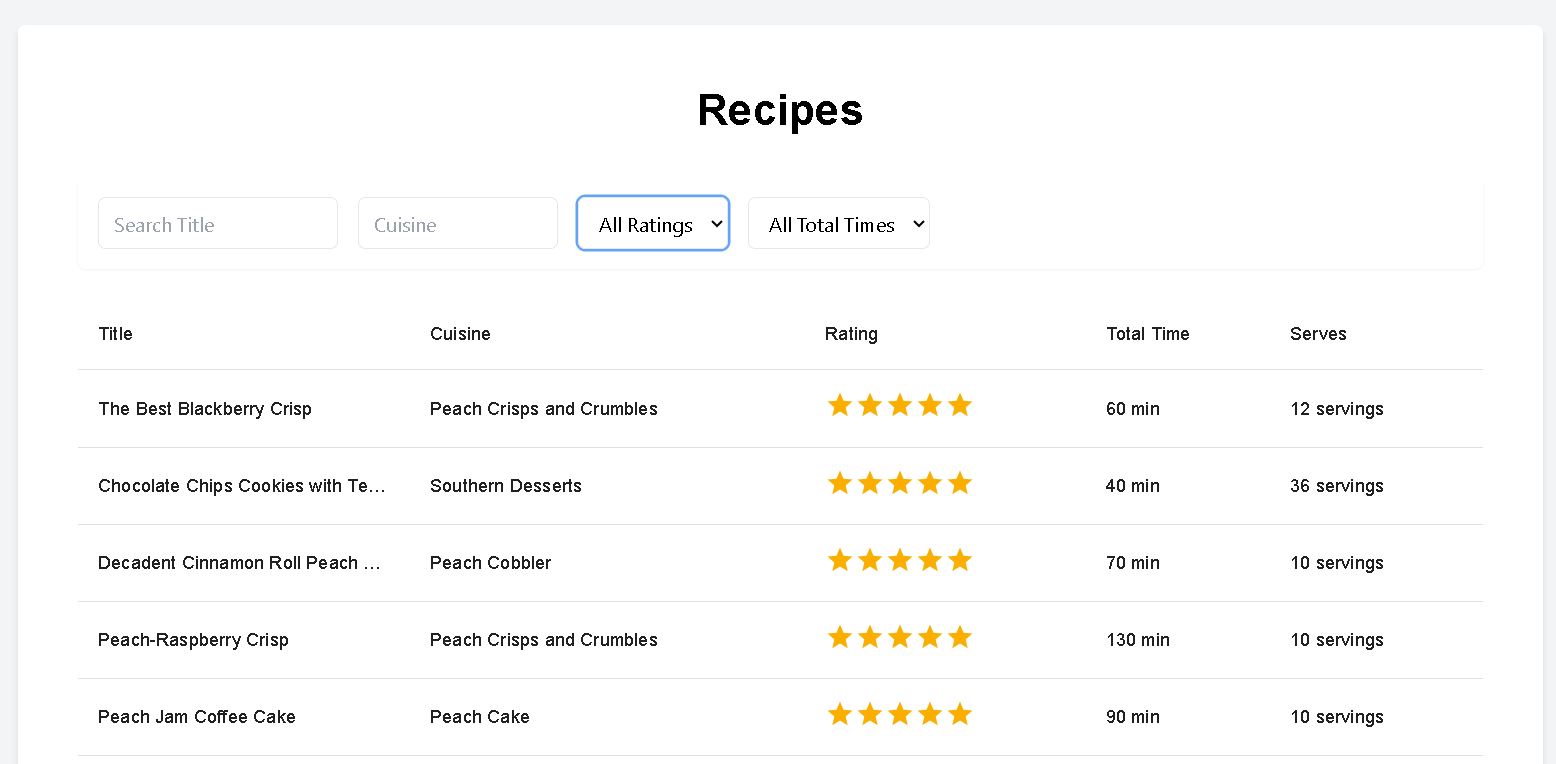 Recipes
Search Title Cuisine All Ratings All Total Times
Title Cuisine Rating Total Time Serves
The Best Blackberry Crisp Peach Crisps and Crumbles 60 min 12 servings
Chocolate Chips Cookies with Te... Southern Desserts 40 min 36 servings
Decadent Cinnamon Roll Peach ... Peach Cobbler 70 min 10 servings
Peach-Raspberry Crisp Peach Crisps and Crumbles 130 min 10 servings
Peach Jam Coffee Cake Peach Cake 90 min 10 servings